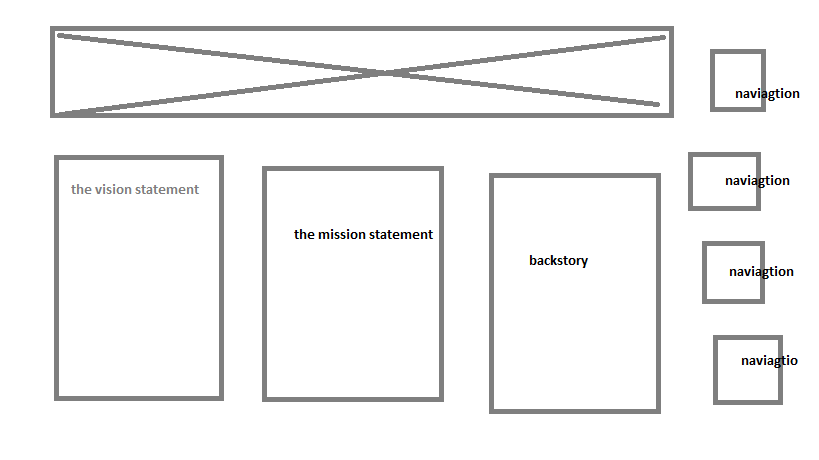 naviagtion
the vision statement
the mission statement
backstory
naviagtion
naviagtion
naviagtio